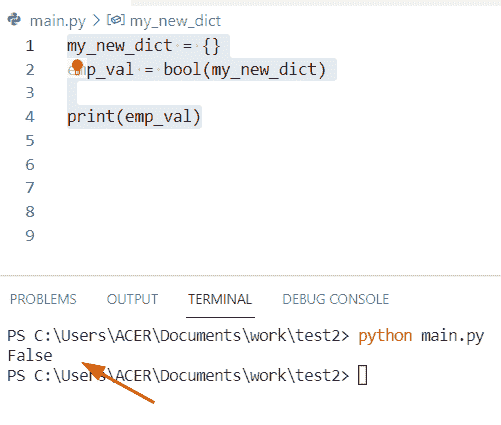 main.py > my_new_dict
1 my_new_dict = {}
2 emp_val = bool(my_new_dict)
3
4 print(emp_val)
5
6
7
8
9
PROBLEMS OUTPUT TERMINAL DEBUG CONSOLE
PS C:\Users\ACER\Documents\work\test2> python main.py
False
PS C:\Users\ACER\Documents\work\test2>